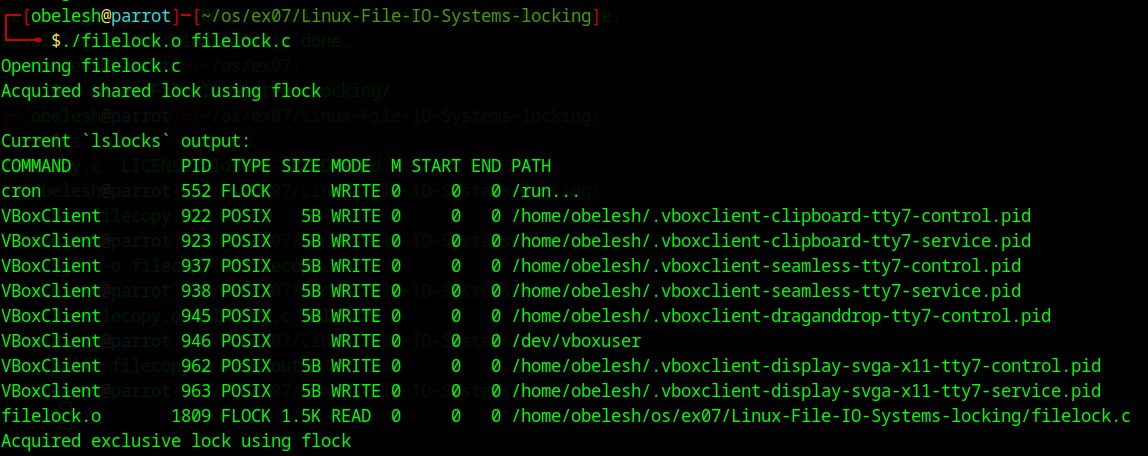 ┌─[obelesh@parrot]─[~/os/ex07/Linux-File-IO-Systems-locking]
└──╼ $./filelock.o filelock.c
Opening filelock.c
Acquired shared lock using flock
Current `lslocks` output:
COMMAND           PID  TYPE SIZE MODE  M START END PATH
cron              552 FLOCK      WRITE 0     0   0 /run...
VBoxClient        922 POSIX   5B WRITE 0     0   0 /home/obelesh/.vboxclient-clipboard-tty7-control.pid
VBoxClient        923 POSIX   5B WRITE 0     0   0 /home/obelesh/.vboxclient-clipboard-tty7-service.pid
VBoxClient        937 POSIX   5B WRITE 0     0   0 /home/obelesh/.vboxclient-seamless-tty7-control.pid
VBoxClient        938 POSIX   5B WRITE 0     0   0 /home/obelesh/.vboxclient-seamless-tty7-service.pid
VBoxClient        945 POSIX   5B WRITE 0     0   0 /home/obelesh/.vboxclient-draganddrop-tty7-control.pid
VBoxClient        946 POSIX      WRITE 0     0   0 /dev/vboxuser
VBoxClient        962 POSIX   5B WRITE 0     0   0 /home/obelesh/.vboxclient-display-svga-x11-tty7-control.pid
VBoxClient        963 POSIX   5B WRITE 0     0   0 /home/obelesh/.vboxclient-display-svga-x11-tty7-service.pid
filelock.o       1809 FLOCK 1.5K READ  0     0   0 /home/obelesh/os/ex07/Linux-File-IO-Systems-locking/filelock.c
Acquired exclusive lock using flock